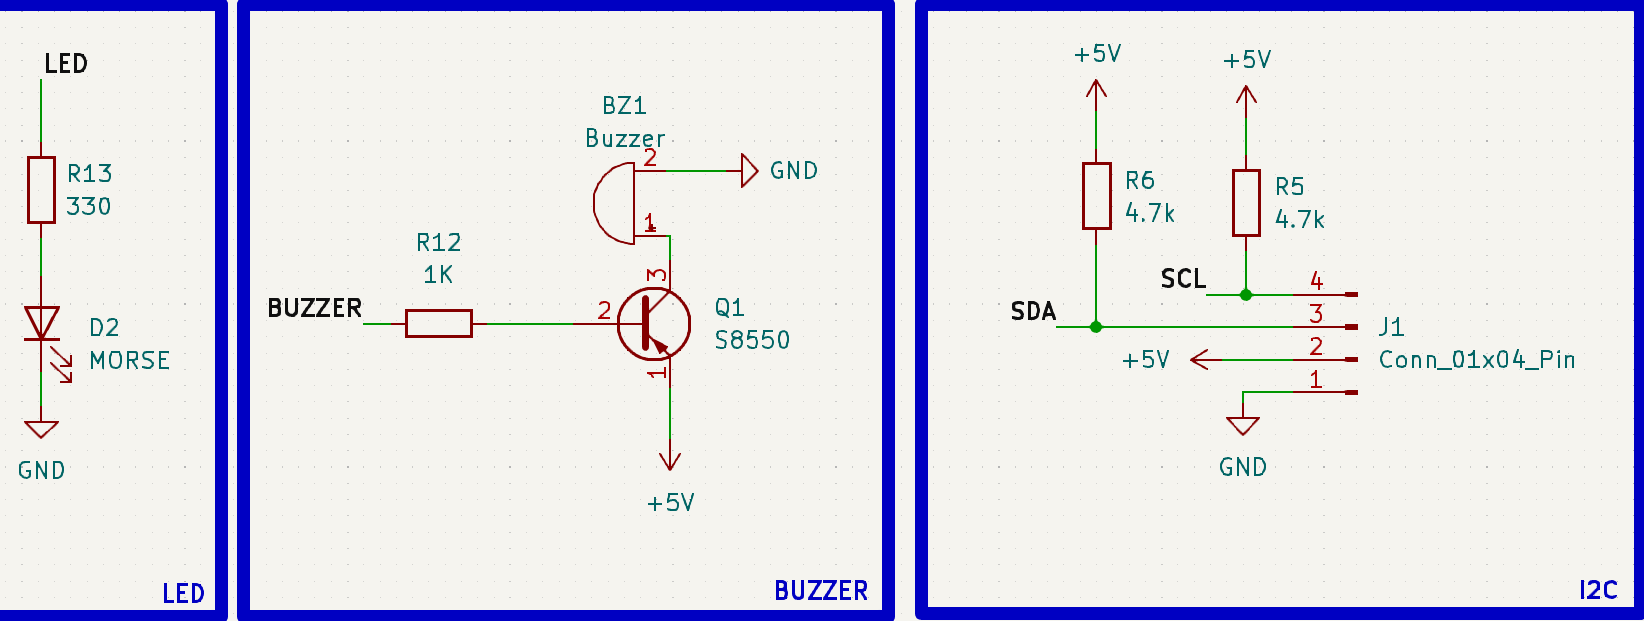 LED
R13
330
D2
MORSE
GND
LED
BZ1
Buzzer
2
GND
1
R12
1K
3
BUZZER
2
Q1
S8550
1
+5V
BUZZER
+5V
+5V
R6
4.7k
R5
4.7k
SCL
4
SDA
3
J1
+5V
2
Conn_01x04_Pin
1
GND
I2C